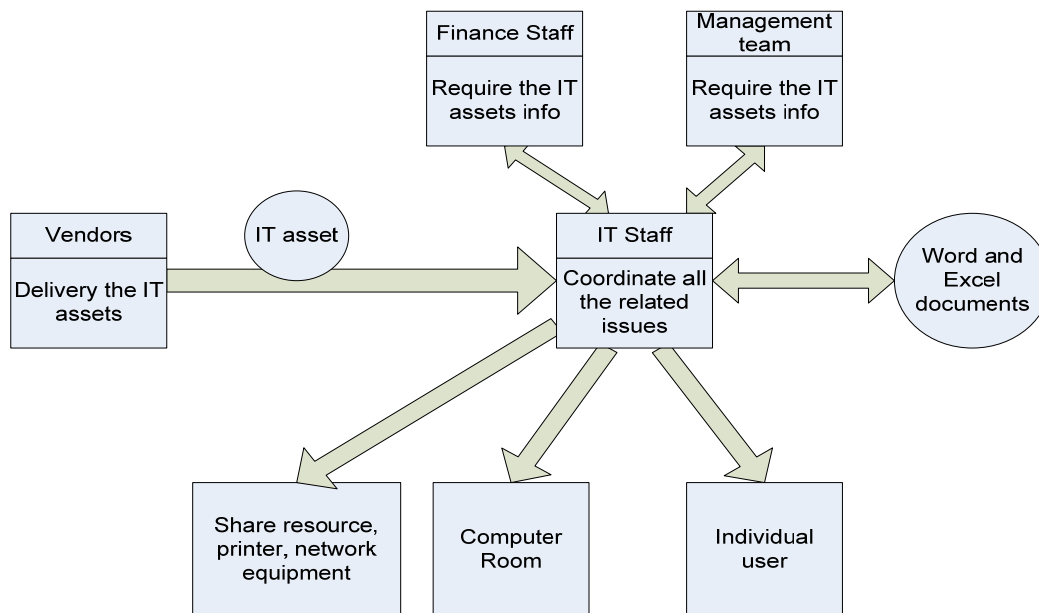 Finance Staff
Require the IT
assets info
Management
team
Require the IT
assets info
Vendors
Delivery the IT
assets
IT asset
IT Staff
Coordinate all
the related
issues
Word and
Excel
documents
Share resource,
printer, network
equipment
Computer
Room
Individual
user